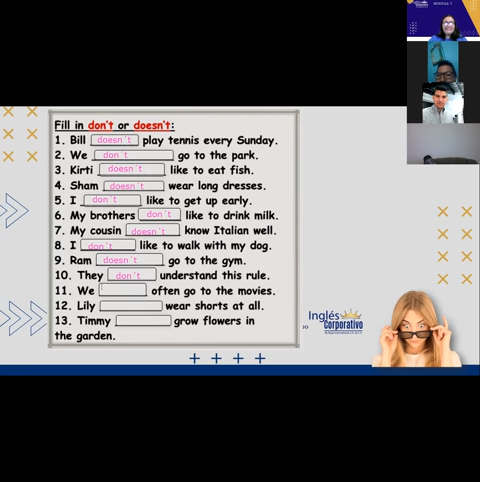 MODULE 2
Inglés
Corporativo
Fill in don't or doesn't:
1. Bill doesn´t play tennis every Sunday.
2. We don´t go to the park.
3. Kirti doesn´t like to eat fish.
4. Sham doesn´t wear long dresses.
5. I don´t like to get up early.
6. My brothers don´t like to drink milk.
7. My cousin doesn´t know Italian well.
8. I don´t like to walk with my dog.
9. Ram doesn´t go to the gym.
10. They don´t understand this rule.
11. We often go to the movies.
12. Lily wear shorts at all.
13. Timmy grow flowers in
the garden.
Inglés
Corporativo